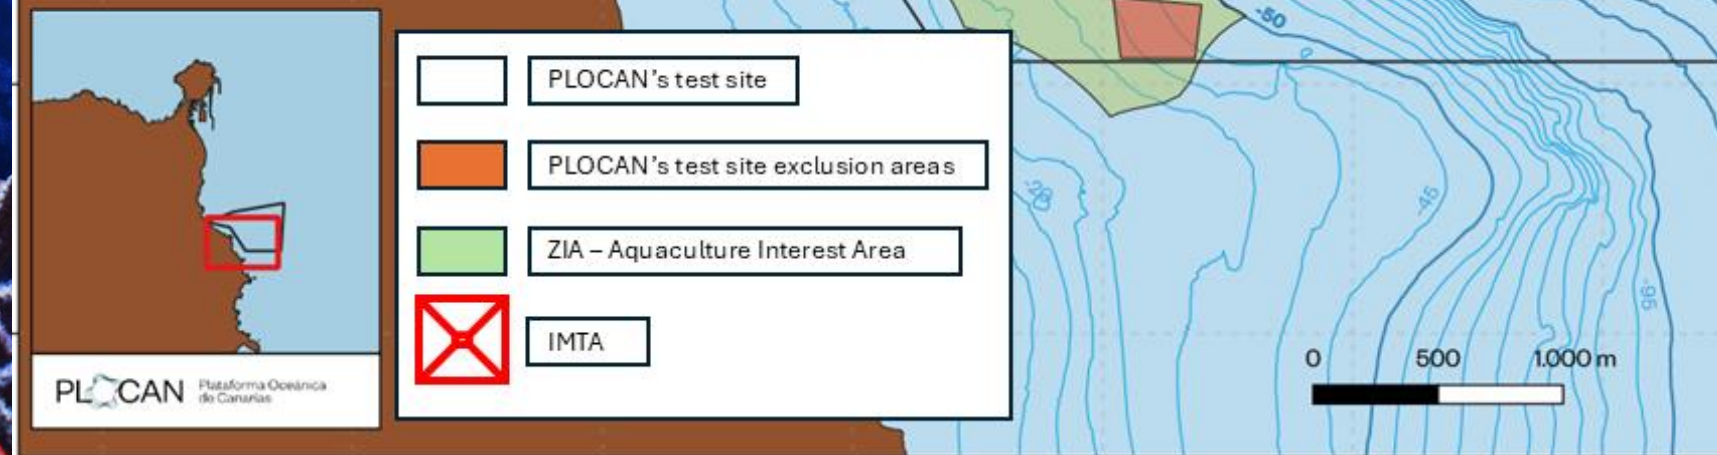 PLOCAN's test site
PLOCAN's test site exclusion areas
ZIA – Aquaculture Interest Area
IMTA
PLOCAN
Plataforma Oceánica
de Canarias
-50
-45
-95
0 500 1.000 m